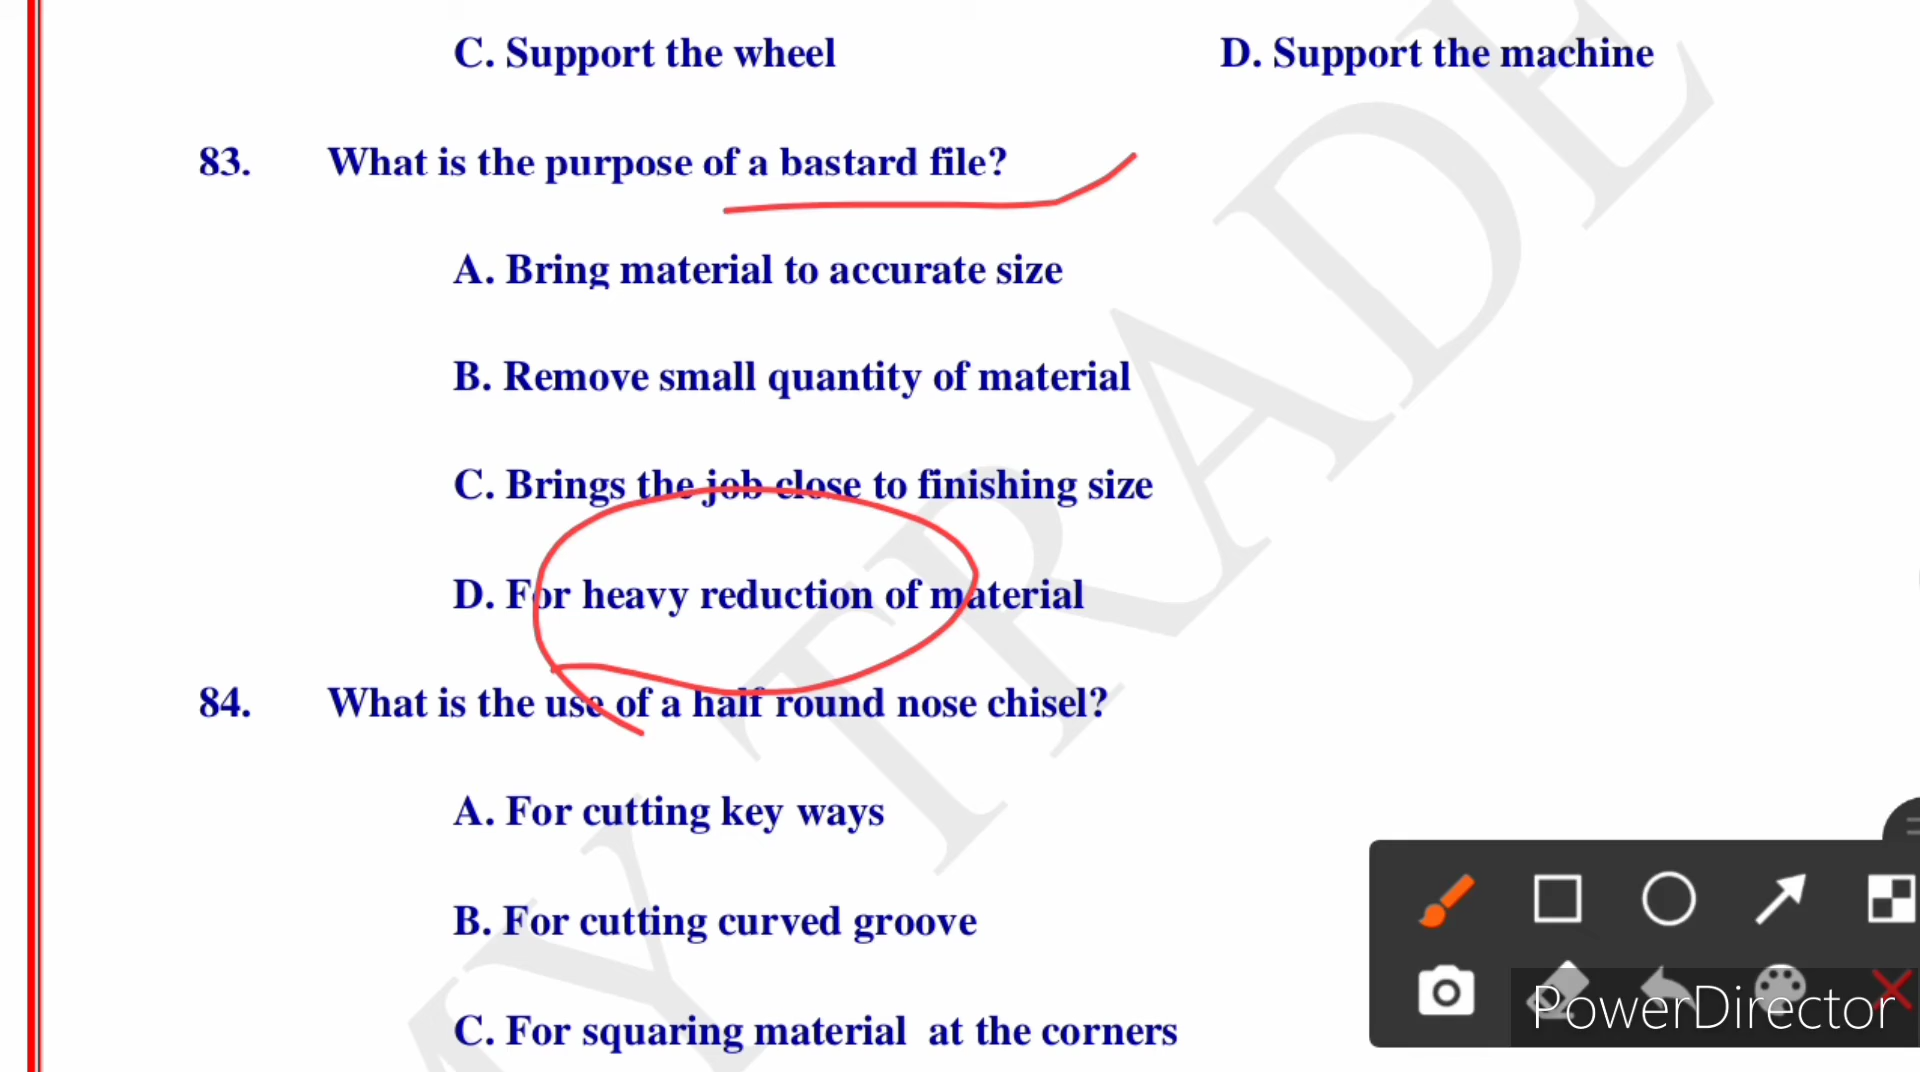 C. Support the wheel D. Support the machine
83. What is the purpose of a bastard file?
A. Bring material to accurate size
B. Remove small quantity of material
C. Brings the job close to finishing size
D. For heavy reduction of material
84. What is the use of a half round nose chisel?
A. For cutting key ways
B. For cutting curved groove
C. For squaring material at the corners
MY TRADE
PowerDirector